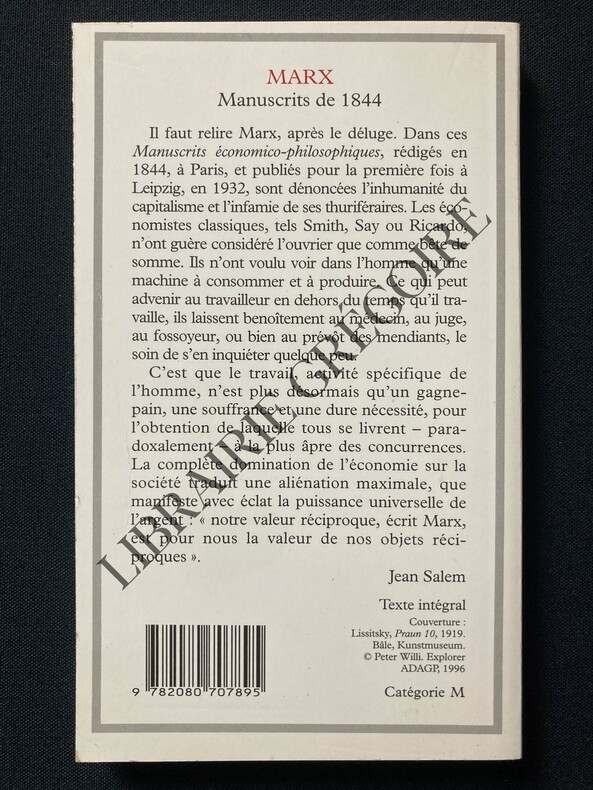 MARX
Manuscrits de 1844
Il faut relire Marx, après le déluge. Dans ces
Manuscrits économico-philosophiques, rédigés en
1844, à Paris, et publiés pour la première fois à
Leipzig, en 1932, sont dénoncées l'inhumanité du
capitalisme et l'infamie de ses thuriféraires. Les éco-
nomistes classiques, tels Smith, Say ou Ricardo,
n'ont guère considéré l'ouvrier que comme bête de
somme. Ils n'ont voulu voir dans l'homme qu'une
machine à consommer et à produire. Ce qui peut
advenir au travailleur en dehors du temps qu'il tra-
vaille, ils laissent benoîtement au médecin, au juge,
au fossoyeur, ou bien au prévôt des mendiants, le
soin de s'en inquiéter quelque peu.
C'est que le travail, activité spécifique de
l'homme, n'est plus désormais qu'un gagne-
pain, une souffrance et une dure nécessité, pour
l'obtention de laquelle tous se livrent – para-
doxalement – à la plus âpre des concurrences.
La complète domination de l'économie sur la
société traduit une aliénation maximale, que
manifeste avec éclat la puissance universelle de
l'argent : « notre valeur réciproque, écrit Marx,
est pour nous la valeur de nos objets réci-
proques ».
Jean Salem
Texte intégral
Couverture :
Lissitsky, Praun 10, 1919.
Bâle, Kunstmuseum.
© Peter Willi. Explorer
ADAGP, 1996
9 782080 707895
Catégorie M
LIBRAIRIE GRÉGOIRE